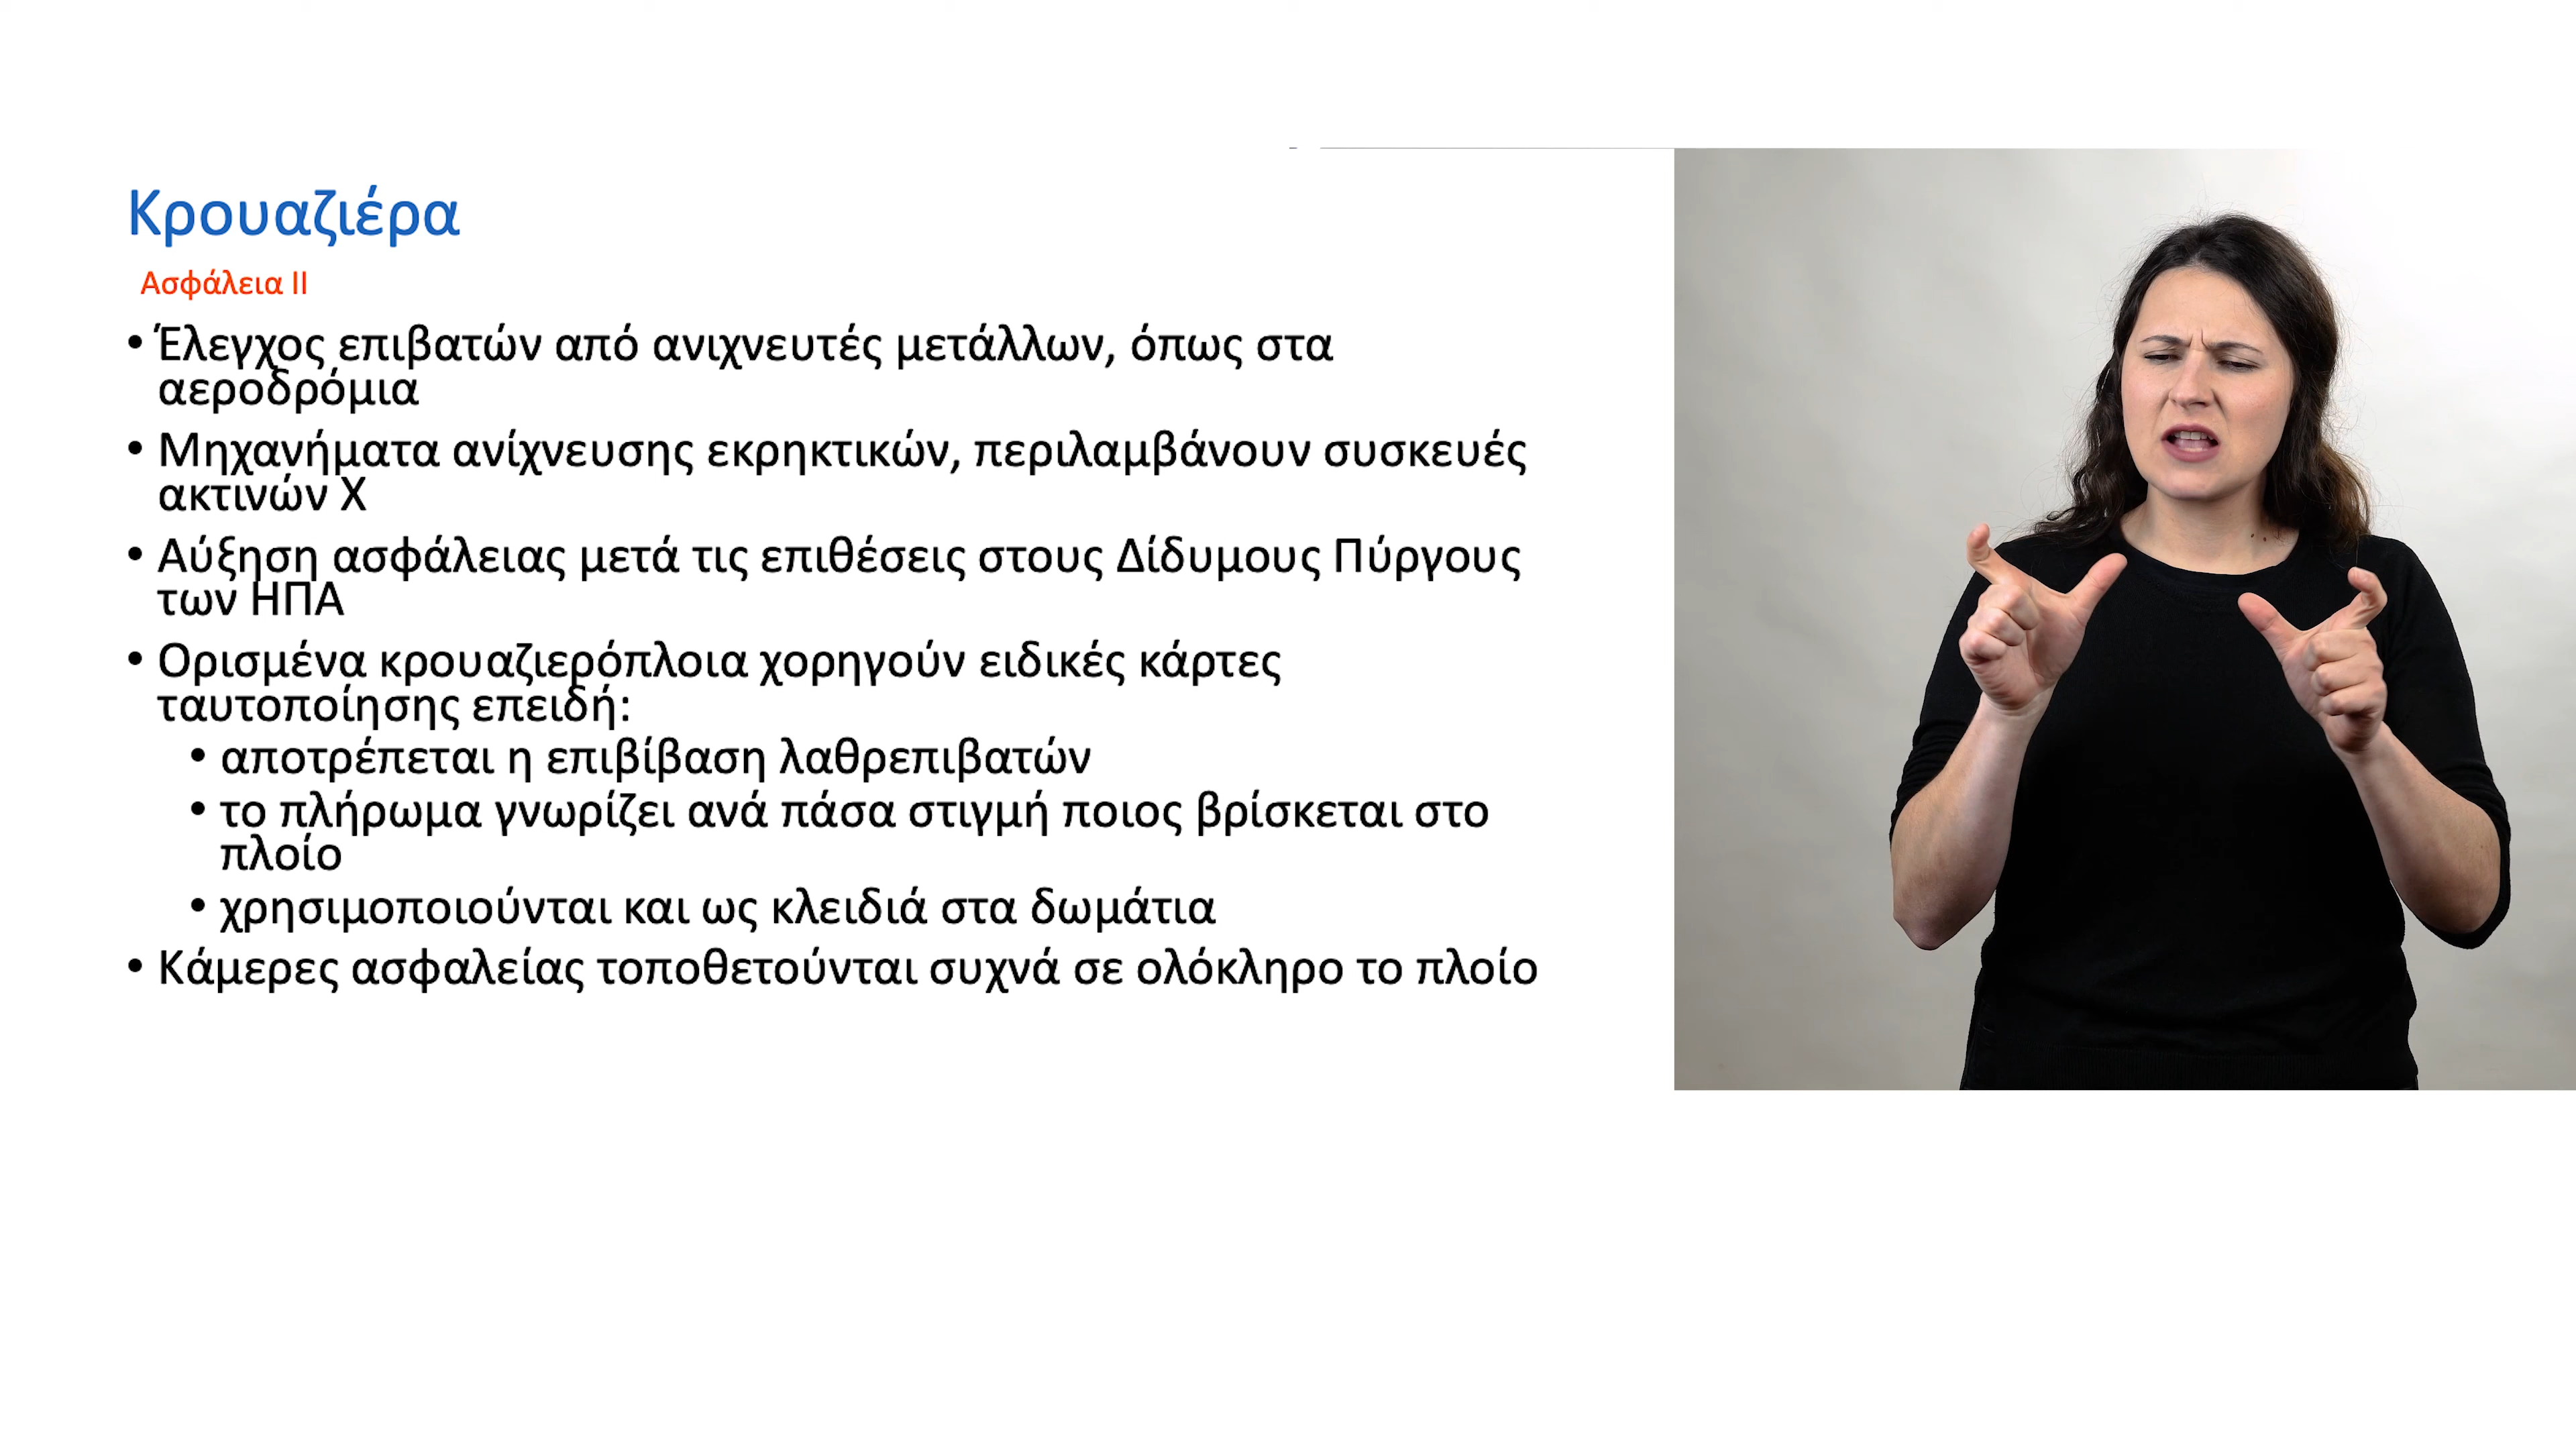 Κρουαζιέρα
Ασφάλεια ΙΙ
• Έλεγχος επιβατών από ανιχνευτές μετάλλων, όπως στα
αεροδρόμια
• Μηχανήματα ανίχνευσης εκρηκτικών, περιλαμβάνουν συσκευές
ακτινών Χ
• Αύξηση ασφάλειας μετά τις επιθέσεις στους Δίδυμους Πύργους
των ΗΠΑ
• Ορισμένα κρουαζιερόπλοια χορηγούν ειδικές κάρτες
ταυτοποίησης επειδή:
• αποτρέπεται η επιβίβαση λαθρεπιβατών
• το πλήρωμα γνωρίζει ανά πάσα στιγμή ποιος βρίσκεται στο
πλοίο
• χρησιμοποιούνται και ως κλειδιά στα δωμάτια
• Κάμερες ασφαλείας τοποθετούνται συχνά σε ολόκληρο το πλοίο